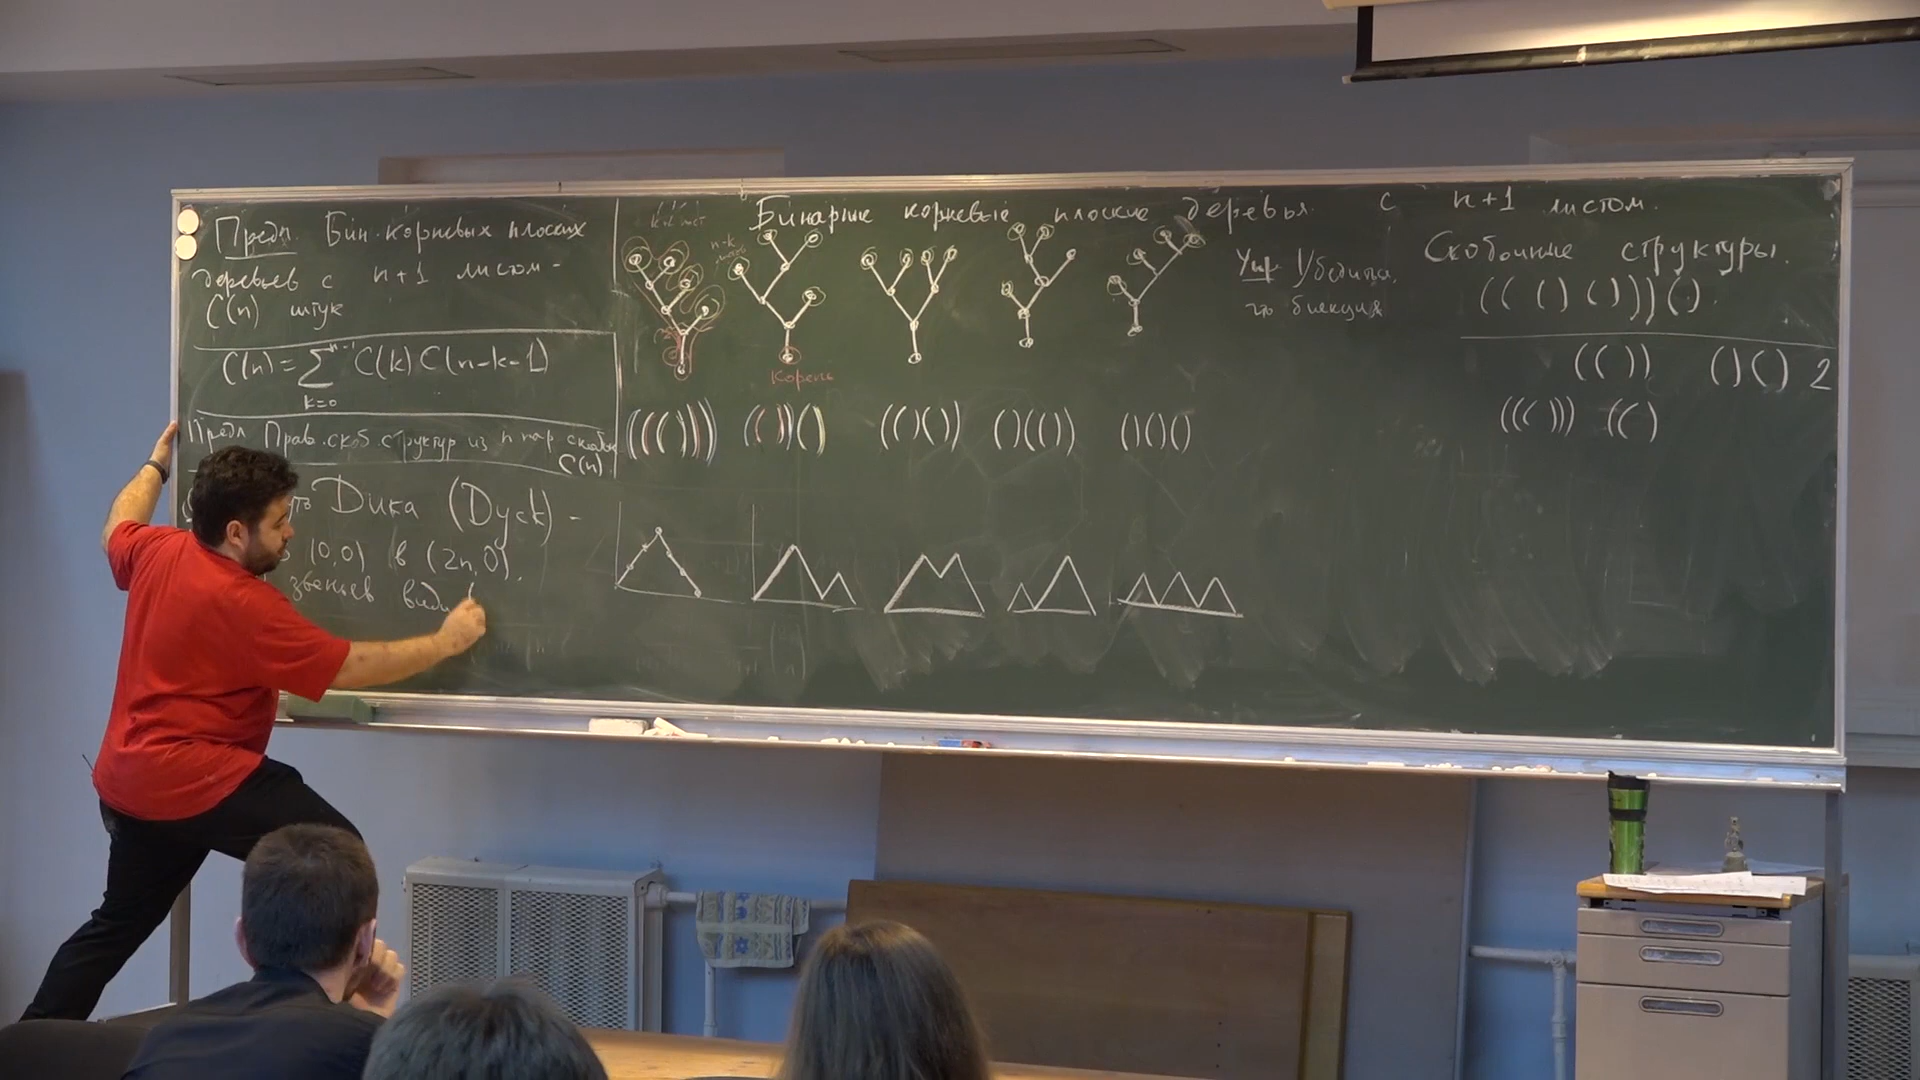 Предл. Бин. корневых плоских
деревьев с n+1 листом -
C(n) штук
C(n) = ∑ C(k) C(n-k-1)
n-1
k=0
Предл Прав. скоб. структур из n пар скобок
C(n)
Дика (Dyck) -
(0,0) в (2n,0).
звеньев вида (
Бинарные корневые плоские деревья с n+1 листом.
n-k
Корень
Упр Убедиться,
что биекция
Скобочные структуры.
(( () () )) ().
(()) ()() 2
((())) (()
((())) (())() (()()) ()(()) ()()()